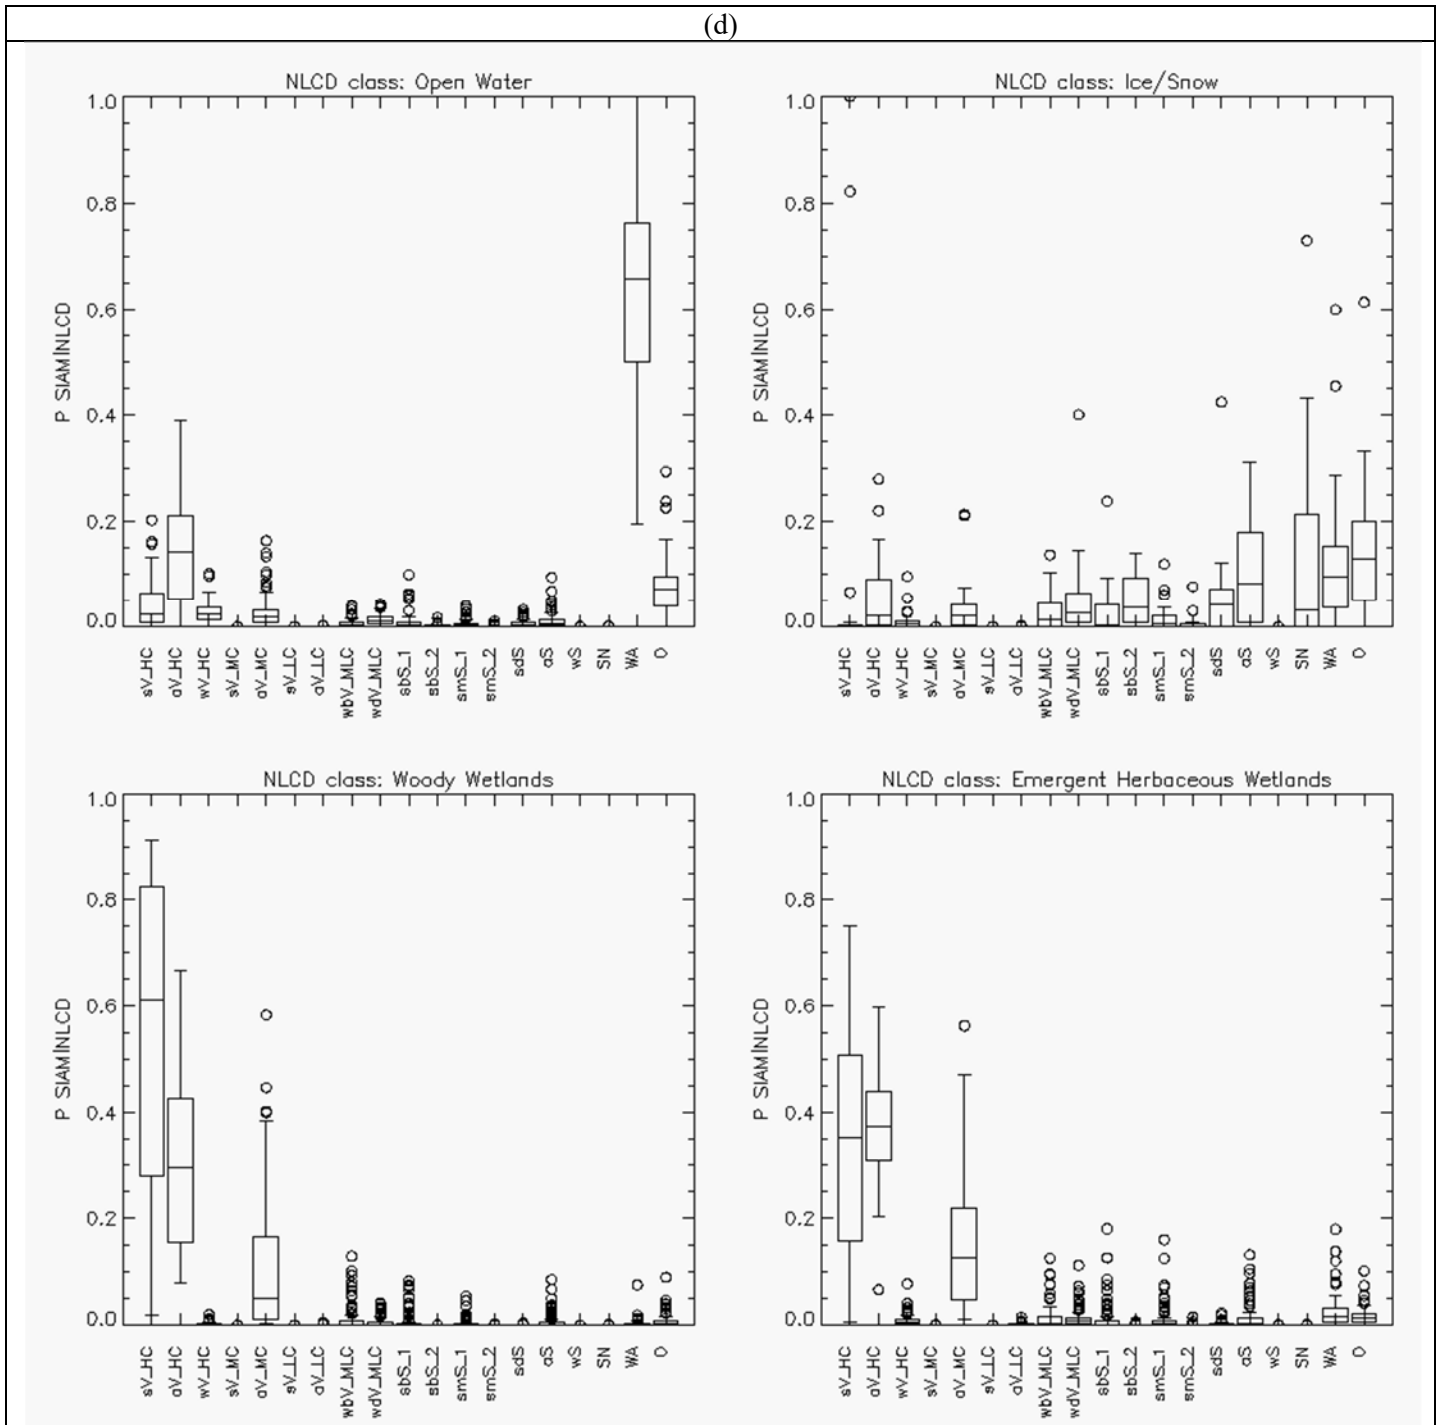 (d)
NLCD class: Open Water
1.0
0.8
0.6
0.4
0.2
0.0
P SIAM|NLCD
sV_HC
aV_HC
wV_HC
sV_MC
aV_MC
sV_LC
aV_LC
wbV_MLC
wdV_MLC
sbS_1
sbS_2
smS_1
smS_2
sdS
aS
wS
SN
WA
O
NLCD class: Ice/Snow
1.0
0.8
0.6
0.4
0.2
0.0
P SIAM|NLCD
sV_HC
aV_HC
wV_HC
sV_MC
aV_MC
sV_LC
aV_LC
wbV_MLC
wdV_MLC
sbS_1
sbS_2
smS_1
smS_2
sdS
aS
wS
SN
WA
O
NLCD class: Woody Wetlands
1.0
0.8
0.6
0.4
0.2
0.0
P SIAM|NLCD
sV_HC
aV_HC
wV_HC
sV_MC
aV_MC
sV_LC
aV_LC
wbV_MLC
wdV_MLC
sbS_1
sbS_2
smS_1
smS_2
sdS
aS
wS
SN
WA
O
NLCD class: Emergent Herbaceous Wetlands
1.0
0.8
0.6
0.4
0.2
0.0
P SIAM|NLCD
sV_HC
aV_HC
wV_HC
sV_MC
aV_MC
sV_LC
aV_LC
wbV_MLC
wdV_MLC
sbS_1
sbS_2
smS_1
smS_2
sdS
aS
wS
SN
WA
O